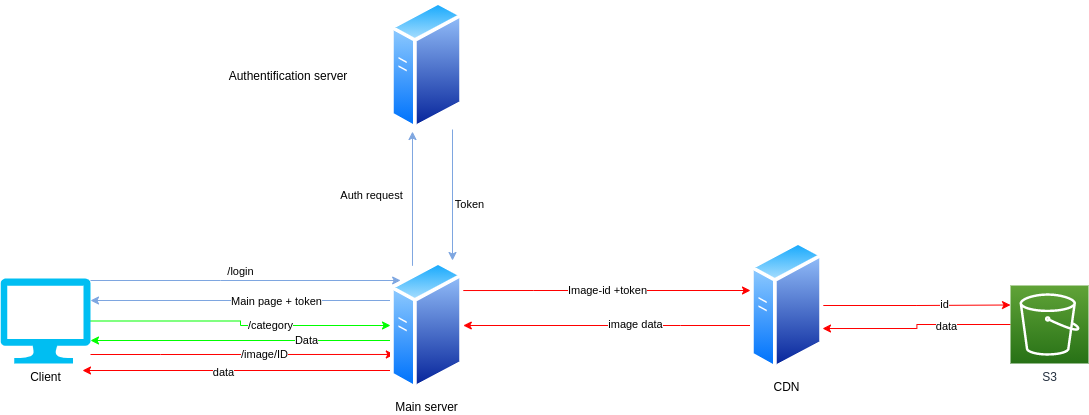 Authentification server
Auth request
Token
/login
Main page + token
/category
Data
/image/ID
data
Client
Main server
Image-id +token
image data
CDN
id
data
S3